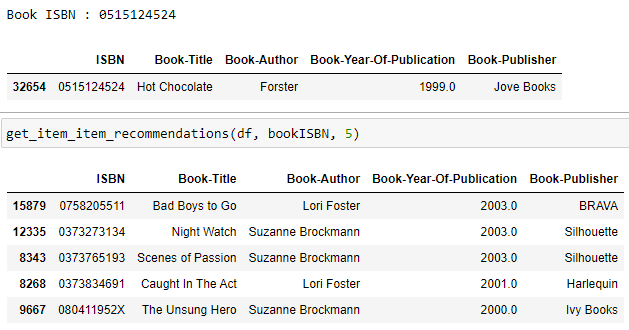 Book ISBN : 0515124524
ISBN Book-Title Book-Author Book-Year-Of-Publication Book-Publisher
32654 0515124524 Hot Chocolate Forster 1999.0 Jove Books
get_item_item_recommendations(df, bookISBN, 5)
ISBN Book-Title Book-Author Book-Year-Of-Publication Book-Publisher
15879 0758205511 Bad Boys to Go Lori Foster 2003.0 BRAVA
12335 0373273134 Night Watch Suzanne Brockmann 2003.0 Silhouette
8343 0373765193 Scenes of Passion Suzanne Brockmann 2003.0 Silhouette
8268 0373834691 Caught In The Act Lori Foster 2001.0 Harlequin
9667 080411952X The Unsung Hero Suzanne Brockmann 2000.0 Ivy Books